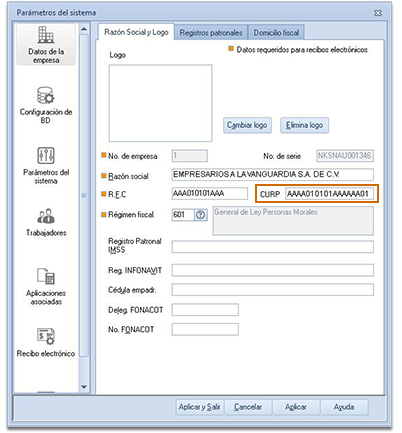 Parámetros del sistema
Datos de la
empresa
Configuración de
BD
Parámetros del
sistema
Trabajadores
Aplicaciones
asociadas
Recibo electrónico
Razón Social y Logo
Registros patronales
Domicilio fiscal
Logo
Datos requeridos para recibos electrónicos
Cambiar logo
Elimina logo
No. de empresa 1 No. de serie NKSNAU001346
Razón social EMPRESARIOS A LA VANGUARDIA S.A. DE C.V.
R.F.C AAA010101AAA CURP AAAA010101AAAAAA01
Régimen fiscal 601 General de Ley Personas Morales
Registro Patronal
IMSS
Reg. INFONAVIT
Cédula empadr.
Deleg. FONACOT
No. FONACOT
Aplicar y Salir Cancelar Aplicar Ayuda